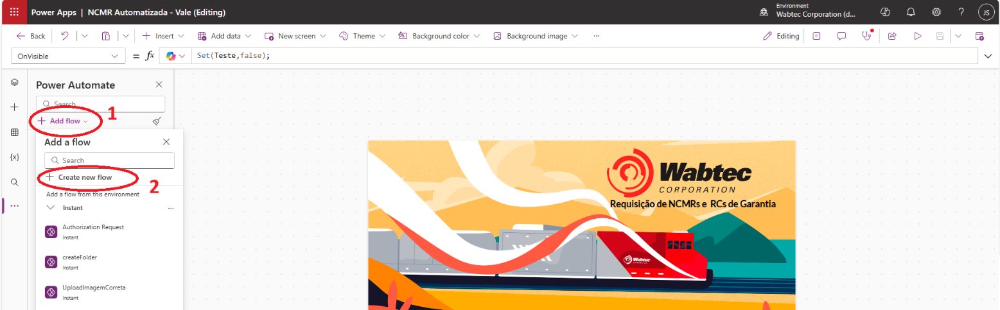 Power Apps | NCMR Automatizada - Vale (Editing)
Environment
Wabtec Corporation (d...
JS
Back
Insert
Add data
New screen
Theme
Background color
Background image
...
Editing
OnVisible
= fx
Set(Teste,false);
Power Automate
Search
+ Add flow
1
Add a flow
Search
+ Create new flow
2
Add a flow from this environment
Instant
...
Authorization Request
Instant
createFolder
Instant
UploadImagemCorreta
Instant
{x}
Wabtec
CORPORATION
Requisição de NCMRs e RCs de Garantia
Wabtec